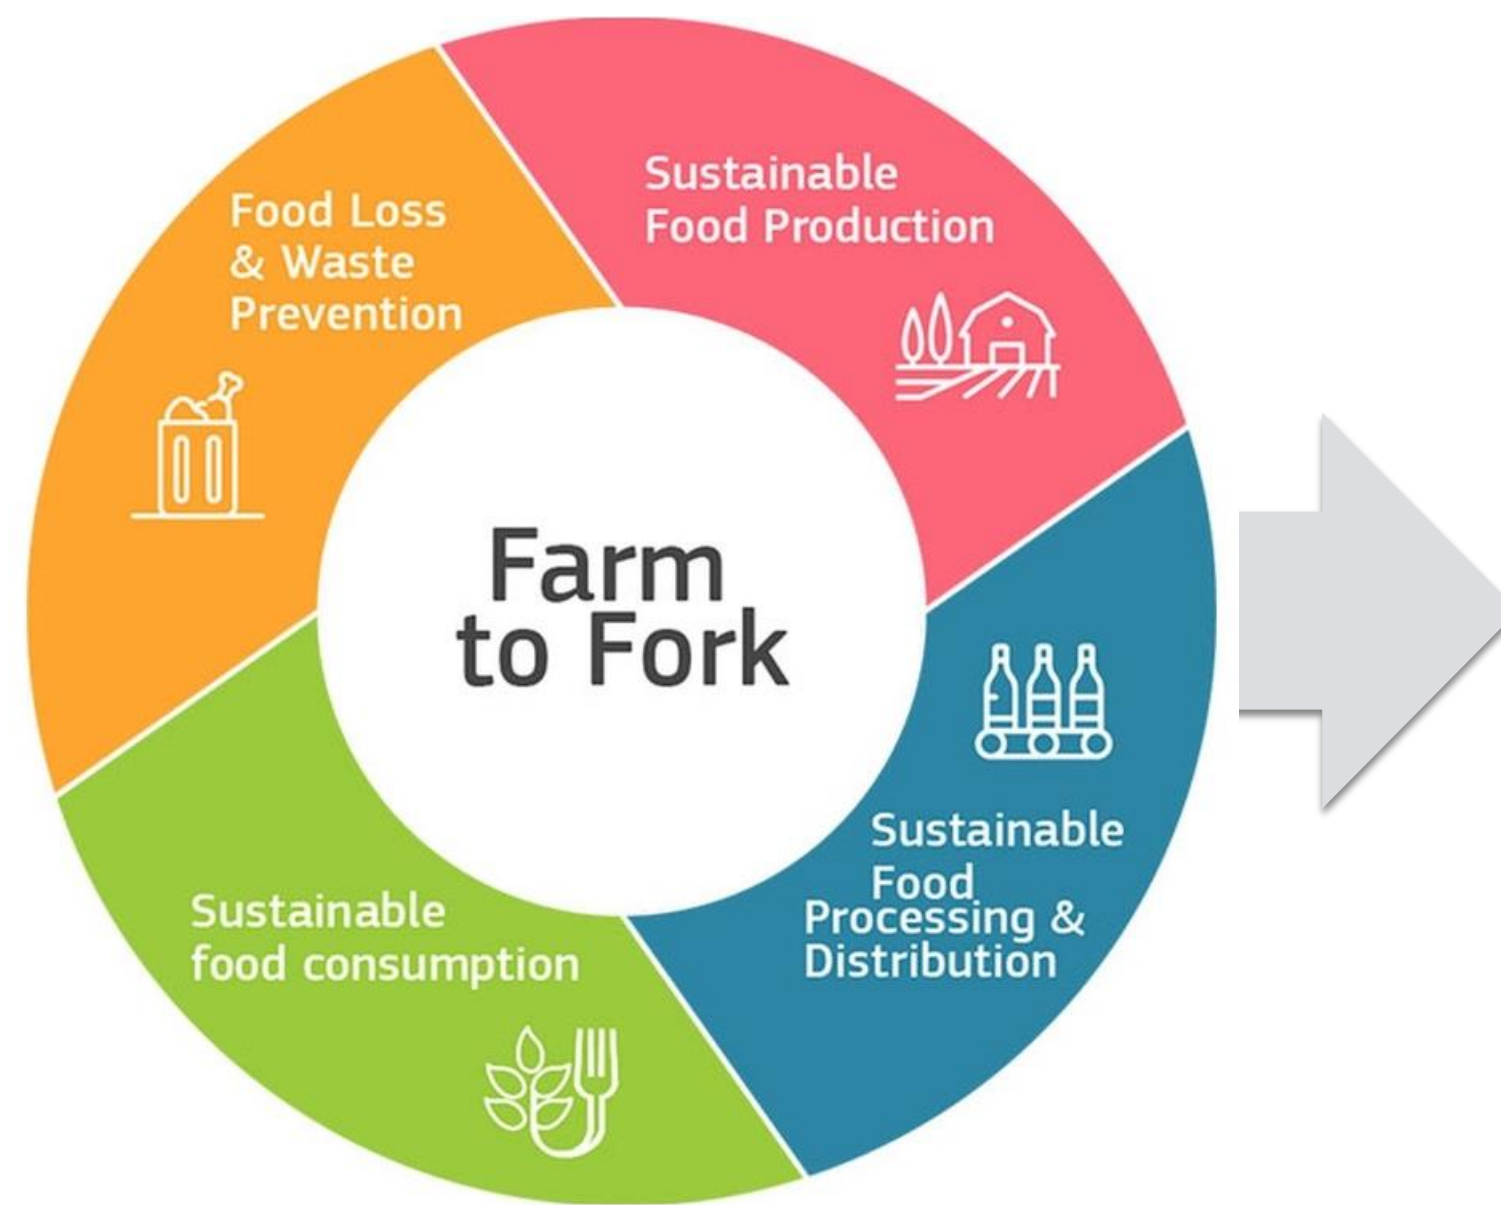 Sustainable
Food Production
Food Loss
& Waste
Prevention
Farm
to Fork
Sustainable
Food
Processing &
Distribution
Sustainable
food consumption